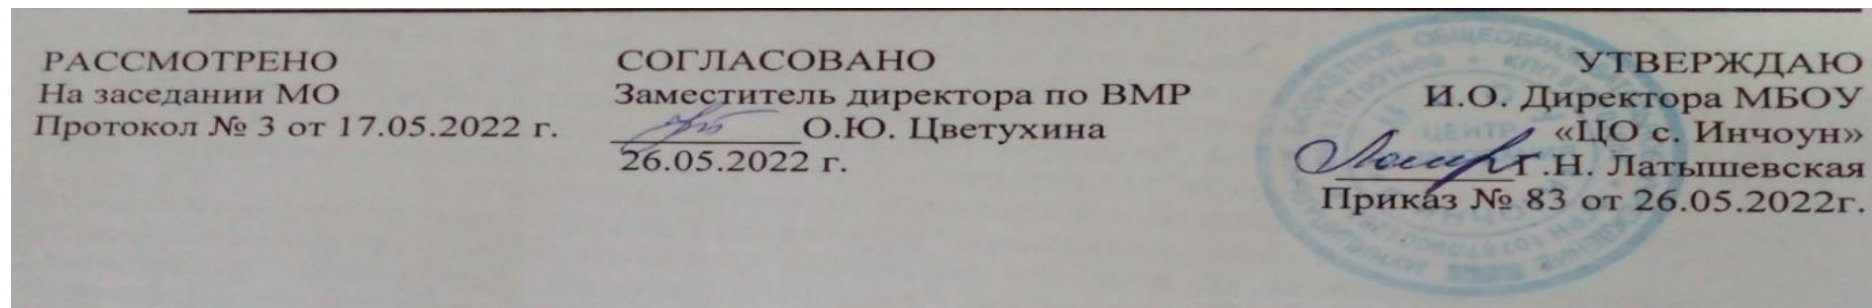 РАССМОТРЕНО
На заседании МО
Протокол № 3 от 17.05.2022 г.
СОГЛАСОВАНО
Заместитель директора по ВМР
О.Ю. Цветухина
26.05.2022 г.
УТВЕРЖДАЮ
И.О. Директора МБОУ
«ЦО с. Инчоун»
Г.Н. Латышевская
Приказ № 83 от 26.05.2022г.
ЦЕНТР